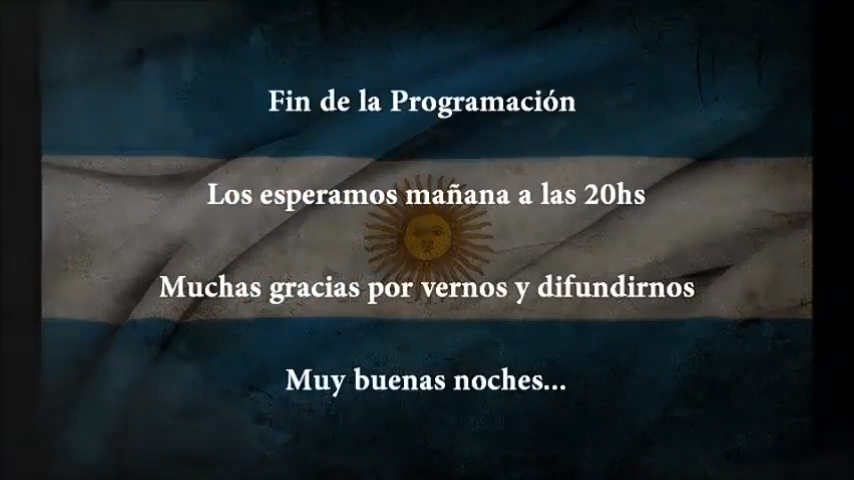 Fin de la Programación
Los esperamos mañana a las 20hs
Muchas gracias por vernos y difundirnos
Muy buenas noches...